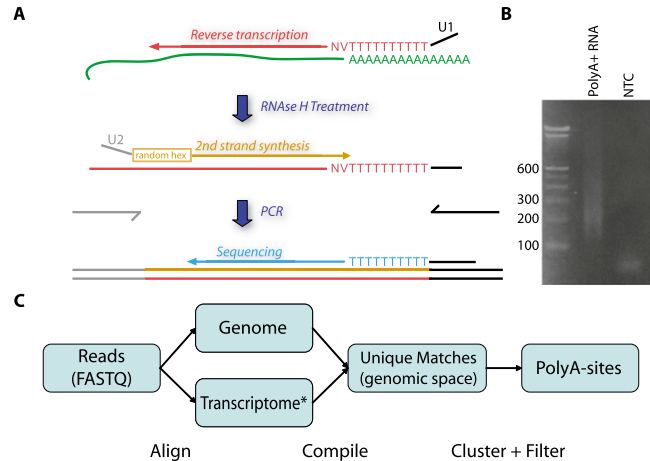 A
Reverse transcription
NVTTTTTTTTTT
U1
AAAAAAAAAAAAAAA
RNAse H Treatment
U2
random hex
2nd strand synthesis
NVTTTTTTTTTT
PCR
Sequencing
TTTTTTTTTT
B
PolyA+ RNA
NTC
600
300
200
100
C
Reads
(FASTQ)
Genome
Transcriptome*
Unique Matches
(genomic space)
PolyA-sites
Align
Compile
Cluster + Filter